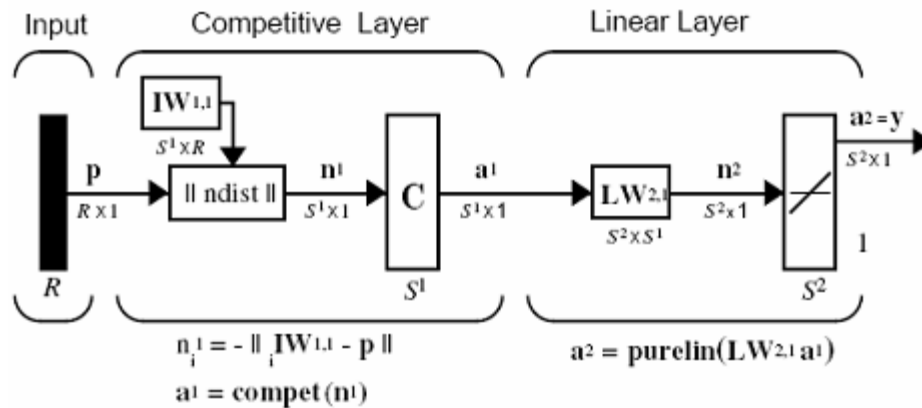 Input
Competitive Layer
Linear Layer
IW1,1
S¹×R
a² = y
S²×1
p
R×1
|| ndist ||
n¹
S¹×1
C
a¹
S¹×1
LW2,1
S²×S¹
n²
S²×1
1
R
S¹
S²
nᵢ¹ = - || ᵢIW1,1 - p ||
a¹ = compet(n¹)
a² = purelin(LW2,1 a¹)